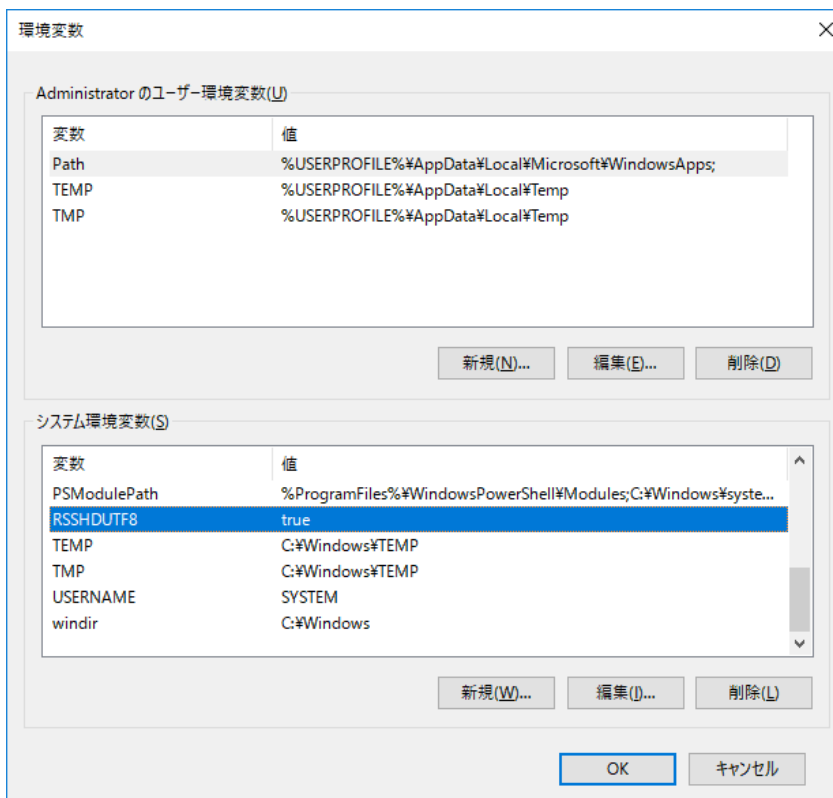 環境変数
Administrator のユーザー環境変数(U)
変数 値
Path %USERPROFILE%¥AppData¥Local¥Microsoft¥WindowsApps;
TEMP %USERPROFILE%¥AppData¥Local¥Temp
TMP %USERPROFILE%¥AppData¥Local¥Temp
新規(N)... 編集(E)... 削除(D)
システム環境変数(S)
変数 値
PSModulePath %ProgramFiles%¥WindowsPowerShell¥Modules;C:¥Windows¥syste...
RSSHDUTF8 true
TEMP C:¥Windows¥TEMP
TMP C:¥Windows¥TEMP
USERNAME SYSTEM
windir C:¥Windows
新規(W)... 編集(I)... 削除(L)
OK キャンセル